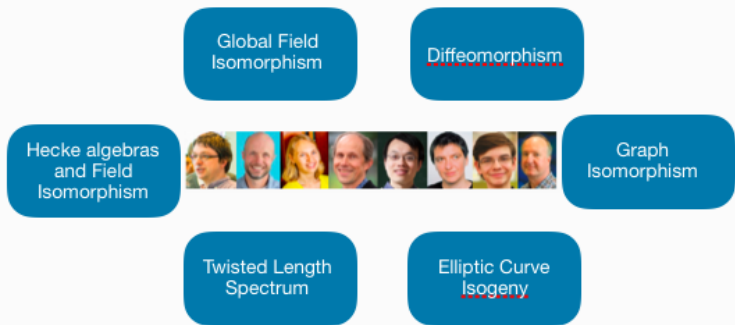 Global Field
Isomorphism
Diffeomorphism
Hecke algebras
and Field
Isomorphism
Graph
Isomorphism
Twisted Length
Spectrum
Elliptic Curve
Isogeny